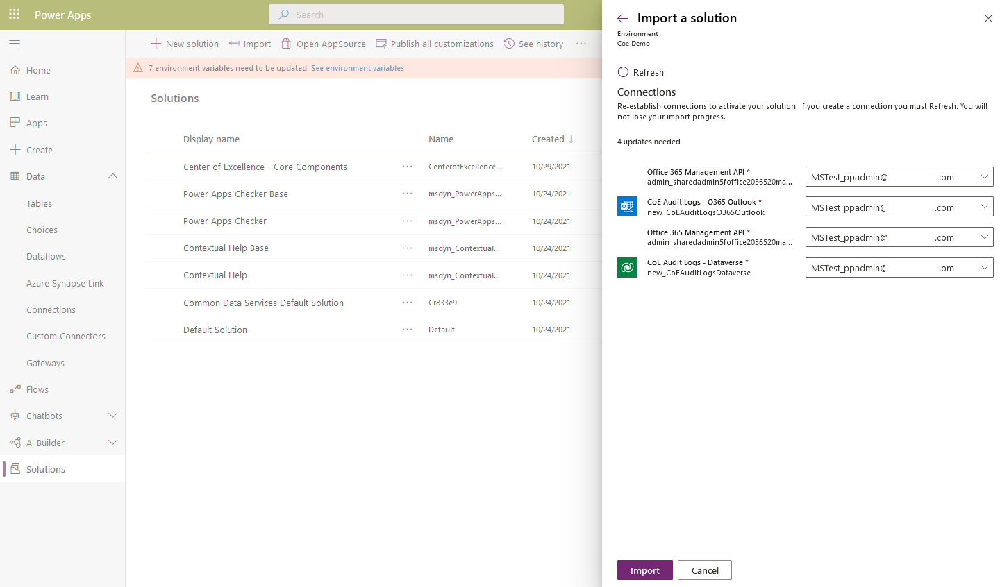 Power Apps
Search
Home
Learn
Apps
Create
Data
Tables
Choices
Dataflows
Azure Synapse Link
Connections
Custom Connectors
Gateways
Flows
Chatbots
AI Builder
Solutions
New solution Import Open AppSource Publish all customizations See history ...
7 environment variables need to be updated. See environment variables
Solutions
Display name Name Created ↓
Center of Excellence - Core Components ... CenterofExcellence... 10/29/2021
Power Apps Checker Base ... msdyn_PowerApps... 10/24/2021
Power Apps Checker ... msdyn_PowerApps... 10/24/2021
Contextual Help Base ... msdyn_Contextual... 10/24/2021
Contextual Help ... msdyn_Contextual... 10/24/2021
Common Data Services Default Solution ... Cr833e9 10/24/2021
Default Solution ... Default 10/24/2021
Import a solution
Environment
Coe Demo
Refresh
Connections
Re-establish connections to activate your solution. If you create a connection you must Refresh. You will
not lose your import progress.
4 updates needed
Office 365 Management API *
admin_sharedadmin5foffice2036520ma...
MSTest_ppadmin@ com
CoE Audit Logs - O365 Outlook *
new_CoEAuditLogsO365Outlook
MSTest_ppadmin@ .com
Office 365 Management API *
admin_sharedadmin5foffice2036520ma...
MSTest_ppadmin@ .com
CoE Audit Logs - Dataverse *
new_CoEAuditLogsDataverse
MSTest_ppadmin@ .om
Import Cancel